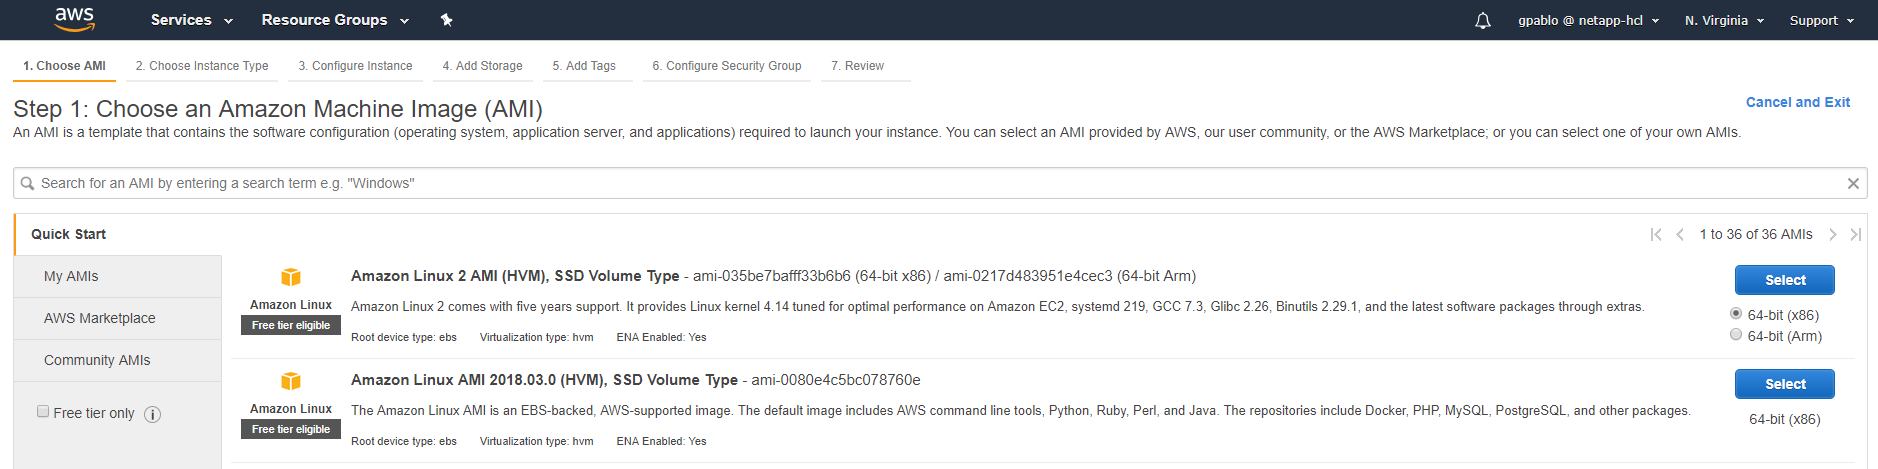 aws Services Resource Groups gpablo @ netapp-hcl N. Virginia Support
1. Choose AMI 2. Choose Instance Type 3. Configure Instance 4. Add Storage 5. Add Tags 6. Configure Security Group 7. Review
Step 1: Choose an Amazon Machine Image (AMI)
Cancel and Exit
An AMI is a template that contains the software configuration (operating system, application server, and applications) required to launch your instance. You can select an AMI provided by AWS, our user community, or the AWS Marketplace; or you can select one of your own AMIs.
Search for an AMI by entering a search term e.g. "Windows"
Quick Start
My AMIs
AWS Marketplace
Community AMIs
Free tier only
1 to 36 of 36 AMIs
Amazon Linux
Free tier eligible
Amazon Linux 2 AMI (HVM), SSD Volume Type - ami-035be7bafff33b6b6 (64-bit x86) / ami-0217d483951e4cec3 (64-bit Arm)
Amazon Linux 2 comes with five years support. It provides Linux kernel 4.14 tuned for optimal performance on Amazon EC2, systemd 219, GCC 7.3, Glibc 2.26, Binutils 2.29.1, and the latest software packages through extras.
Root device type: ebs Virtualization type: hvm ENA Enabled: Yes
Select
64-bit (x86)
64-bit (Arm)
Amazon Linux
Free tier eligible
Amazon Linux AMI 2018.03.0 (HVM), SSD Volume Type - ami-0080e4c5bc078760e
The Amazon Linux AMI is an EBS-backed, AWS-supported image. The default image includes AWS command line tools, Python, Ruby, Perl, and Java. The repositories include Docker, PHP, MySQL, PostgreSQL, and other packages.
Root device type: ebs Virtualization type: hvm ENA Enabled: Yes
Select
64-bit (x86)